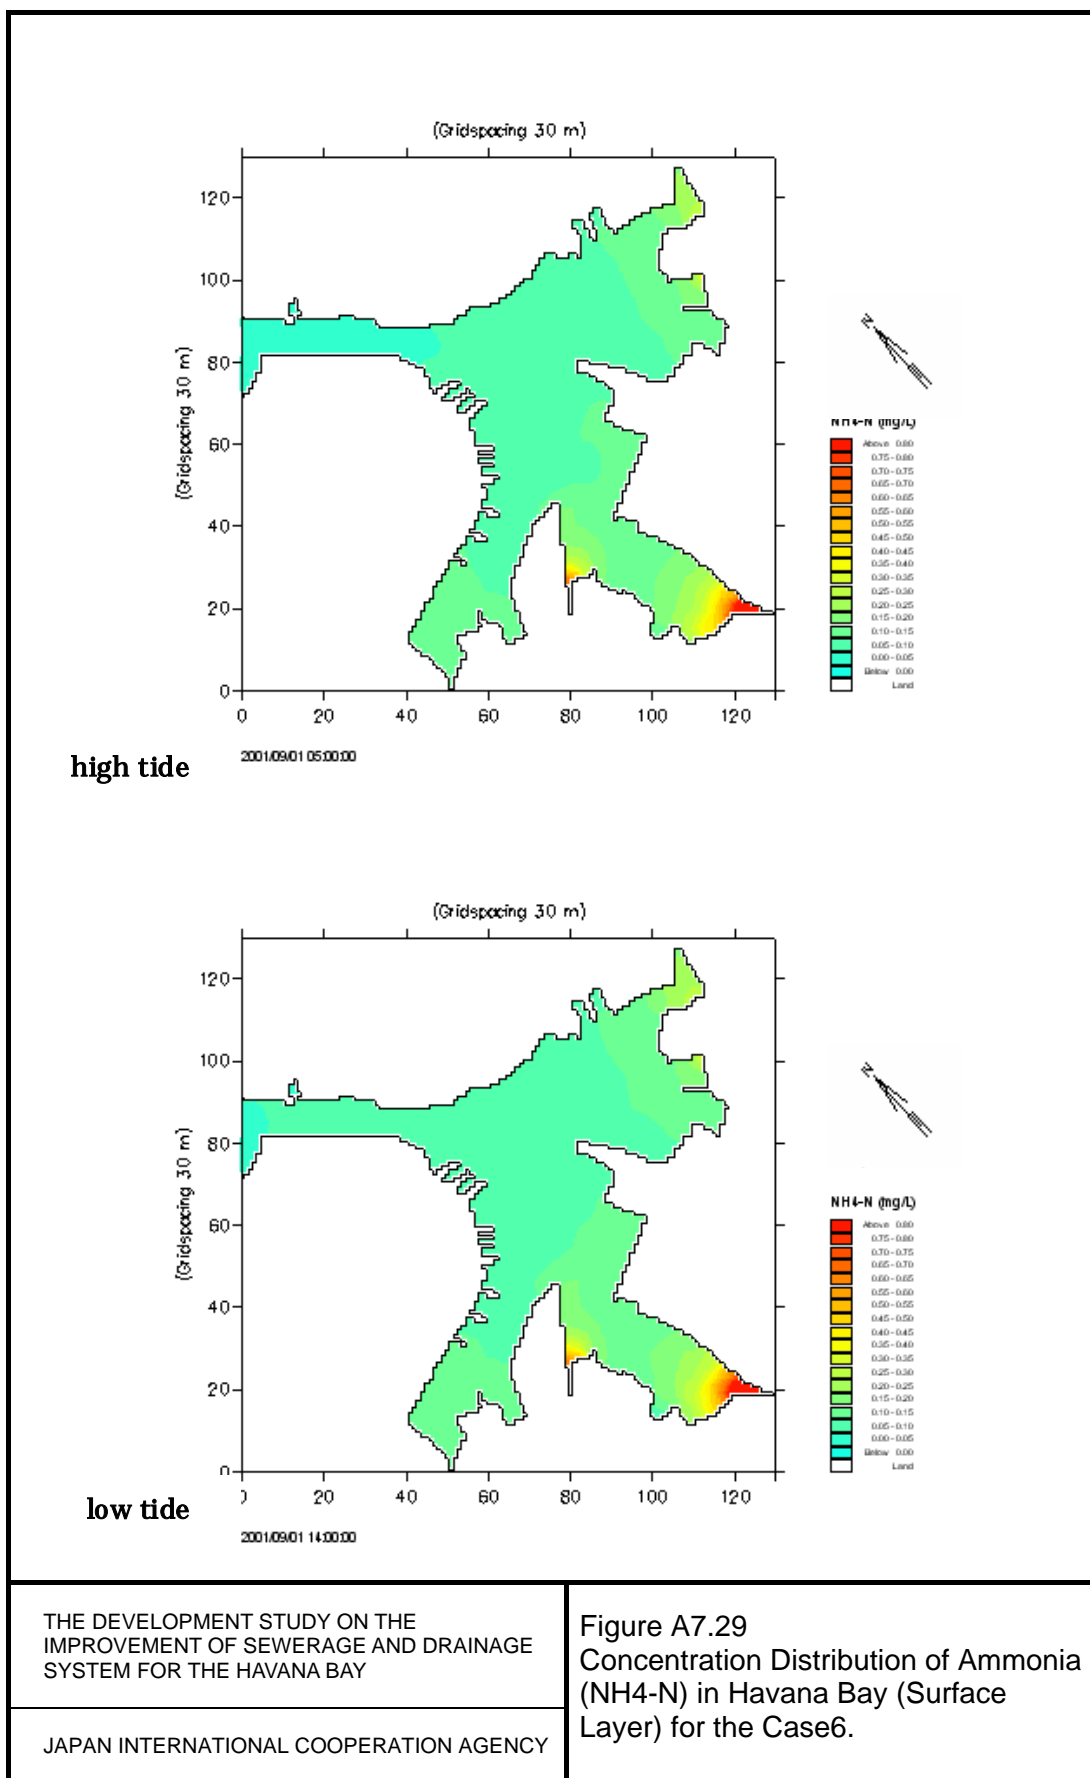 (Gridspacing 30 m)
(Gridspacing 30 m)
120
100
80
60
40
20
0
0 20 40 60 80 100 120
2001/09/01 05:00:00
high tide
N
NH4-N (mg/L)
Above 0.80
0.75 - 0.80
0.70 - 0.75
0.65 - 0.70
0.60 - 0.65
0.55 - 0.60
0.50 - 0.55
0.45 - 0.50
0.40 - 0.45
0.35 - 0.40
0.30 - 0.35
0.25 - 0.30
0.20 - 0.25
0.15 - 0.20
0.10 - 0.15
0.05 - 0.10
0.00 - 0.05
Below 0.00
Land
(Gridspacing 30 m)
(Gridspacing 30 m)
120
100
80
60
40
20
0
0 20 40 60 80 100 120
2001/09/01 14:00:00
low tide
N
NH4-N (mg/L)
Above 0.80
0.75 - 0.80
0.70 - 0.75
0.65 - 0.70
0.60 - 0.65
0.55 - 0.60
0.50 - 0.55
0.45 - 0.50
0.40 - 0.45
0.35 - 0.40
0.30 - 0.35
0.25 - 0.30
0.20 - 0.25
0.15 - 0.20
0.10 - 0.15
0.05 - 0.10
0.00 - 0.05
Below 0.00
Land
THE DEVELOPMENT STUDY ON THE
IMPROVEMENT OF SEWERAGE AND DRAINAGE
SYSTEM FOR THE HAVANA BAY
JAPAN INTERNATIONAL COOPERATION AGENCY
Figure A7.29
Concentration Distribution of Ammonia
(NH4-N) in Havana Bay (Surface
Layer) for the Case6.